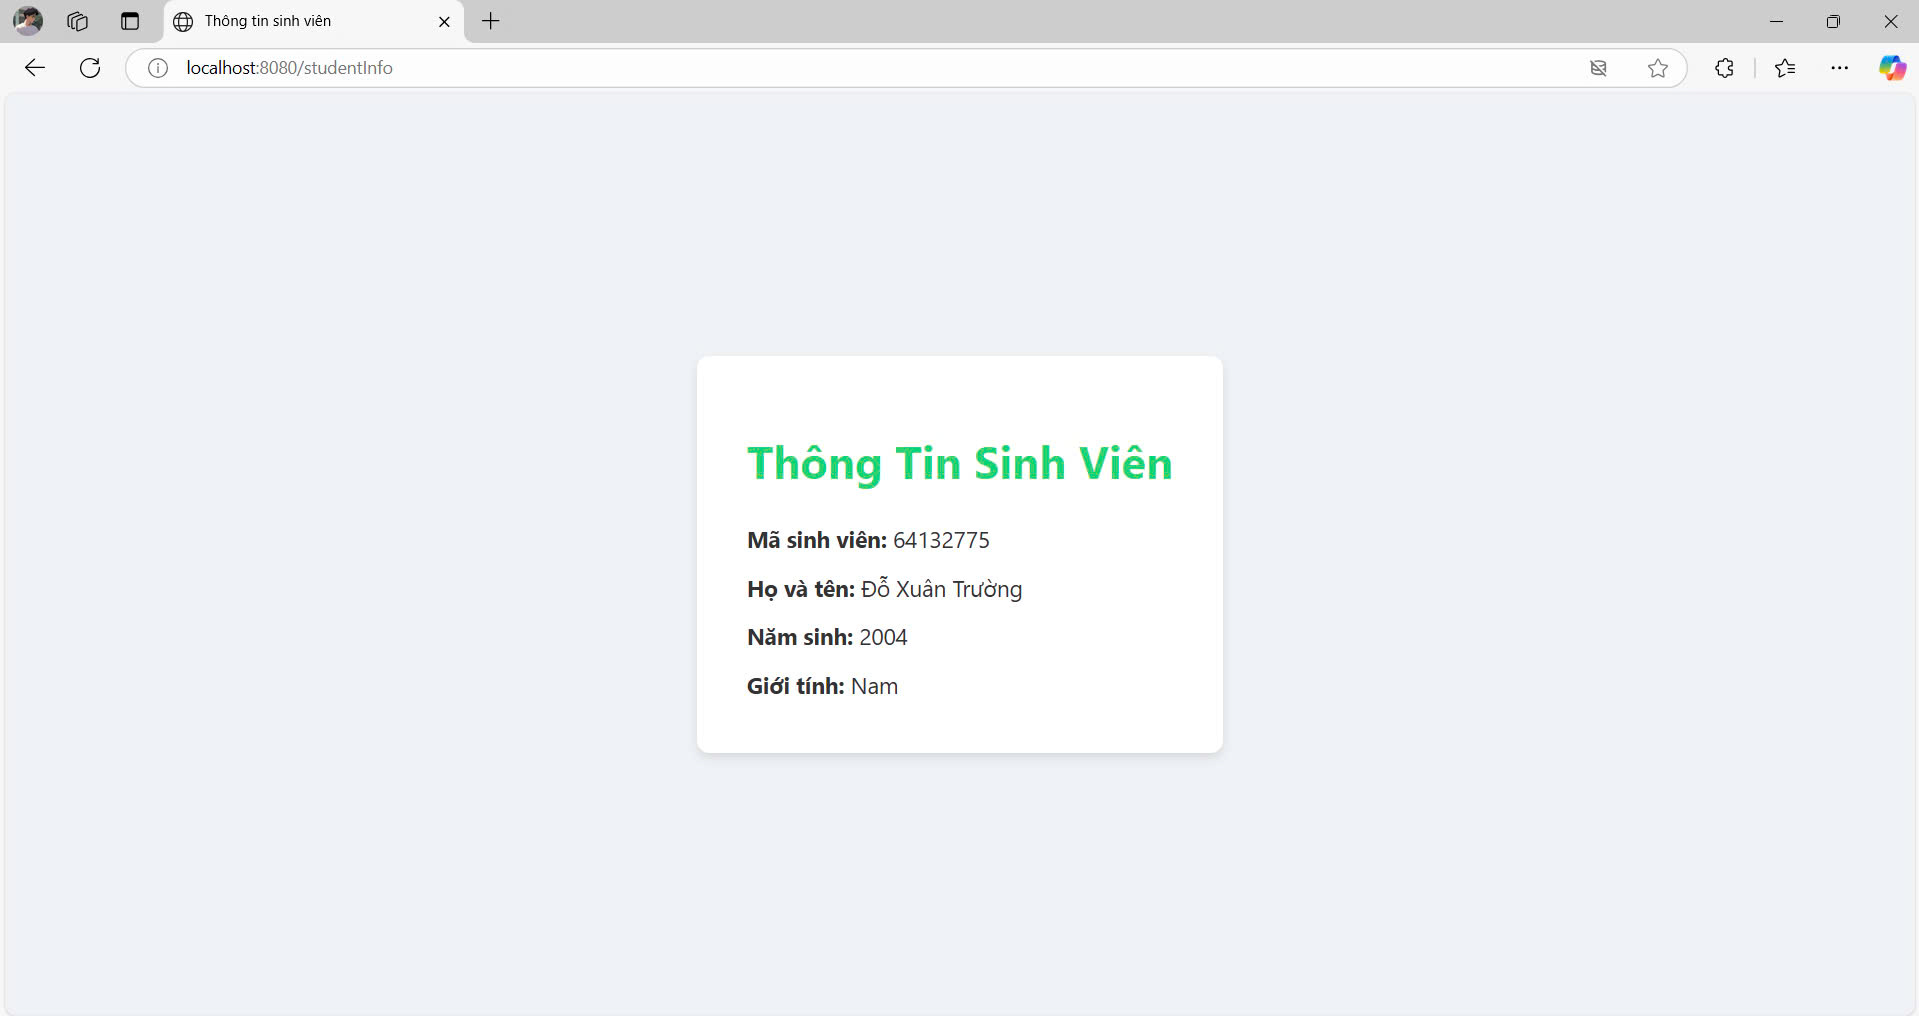 Thông tin sinh viên
localhost:8080/studentInfo
Thông Tin Sinh Viên
Mã sinh viên: 64132775
Họ và tên: Đỗ Xuân Trường
Năm sinh: 2004
Giới tính: Nam